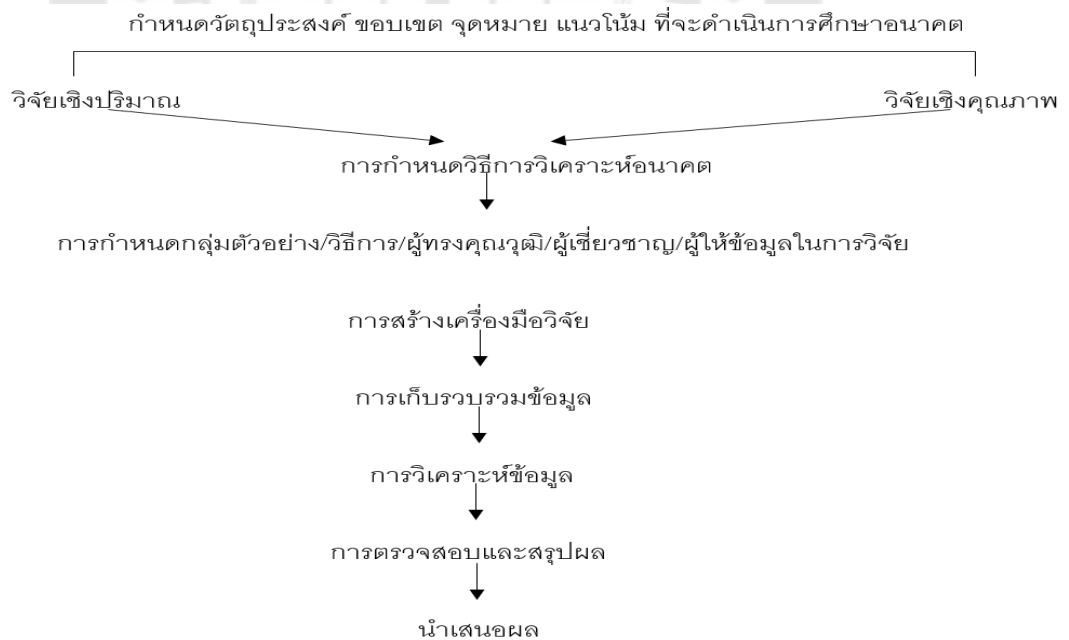 กำหนดวัตถุประสงค์ ขอบเขต จุดหมาย แนวโน้ม ที่จะดำเนินการศึกษาอนาคต
วิจัยเชิงปริมาณ
วิจัยเชิงคุณภาพ
การกำหนดวิธีการวิเคราะห์อนาคต
การกำหนดกลุ่มตัวอย่าง/วิธีการ/ผู้ทรงคุณวุฒิ/ผู้เชี่ยวชาญ/ผู้ให้ข้อมูลในการวิจัย
การสร้างเครื่องมือวิจัย
การเก็บรวบรวมข้อมูล
การวิเคราะห์ข้อมูล
การตรวจสอบและสรุปผล
นำเสนอผล